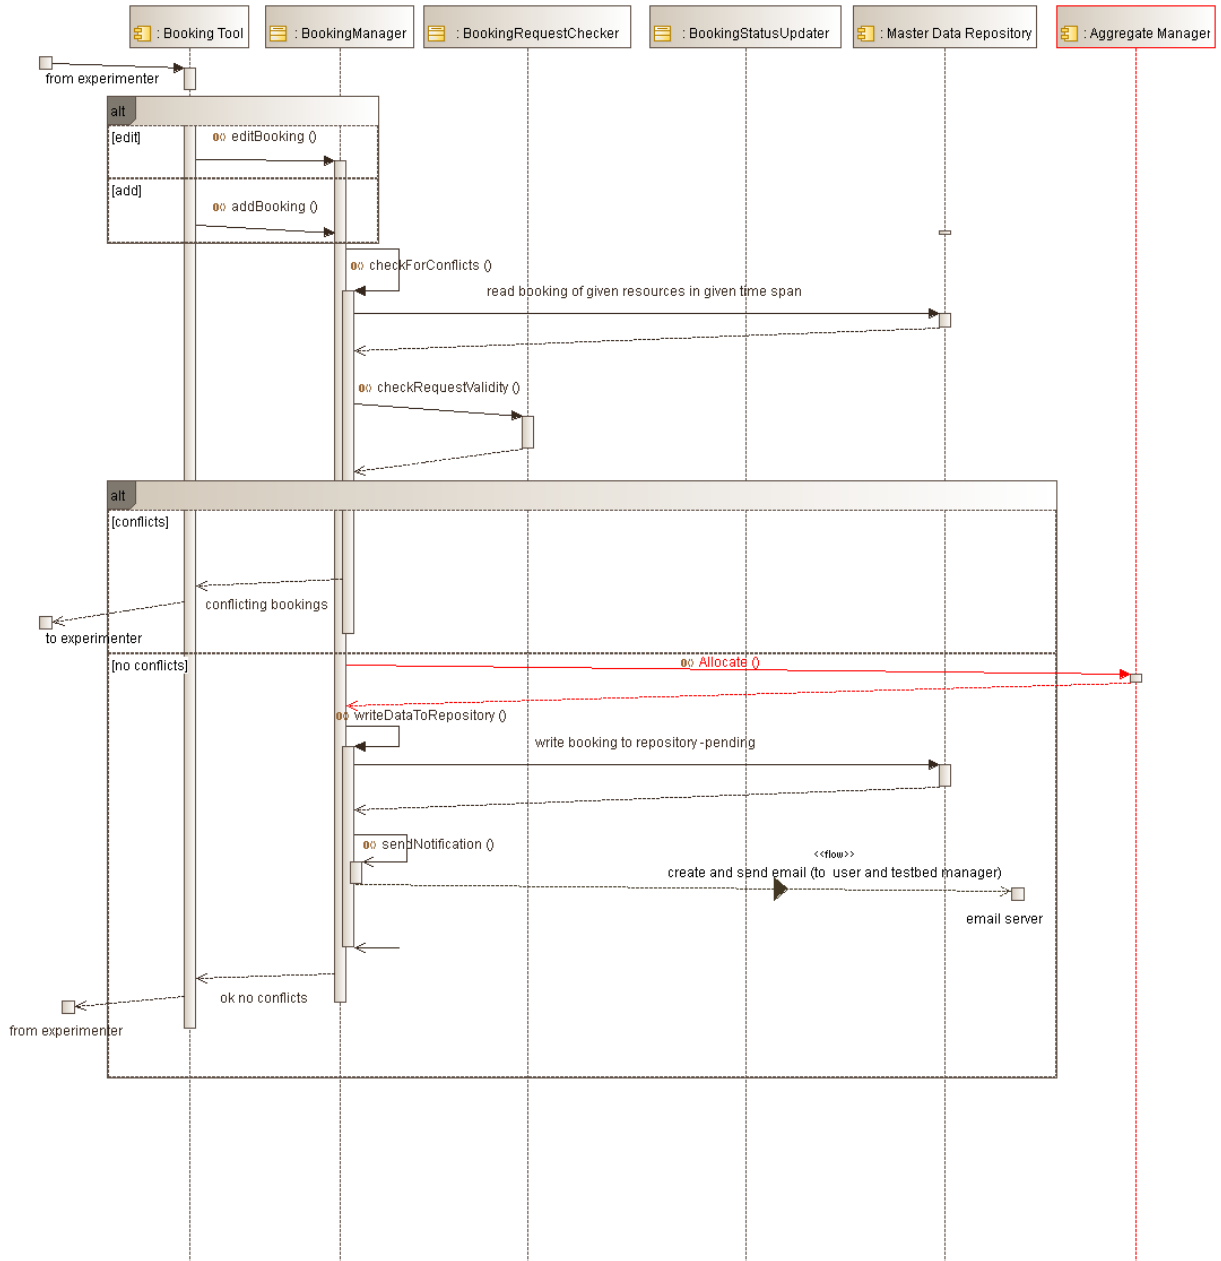 : Booking Tool
: BookingManager
: BookingRequestChecker
: BookingStatusUpdater
: Master Data Repository
: Aggregate Manager
from experimenter
alt
[edit]
editBooking ()
[add]
addBooking ()
checkForConflicts ()
read booking of given resources in given time span
checkRequestValidity ()
alt
[conflicts]
conflicting bookings
to experimenter
[no conflicts]
Allocate ()
writeDataToRepository ()
write booking to repository -pending
sendNotification ()
<<flow>>
create and send email (to user and testbed manager)
email server
ok no conflicts
from experimenter